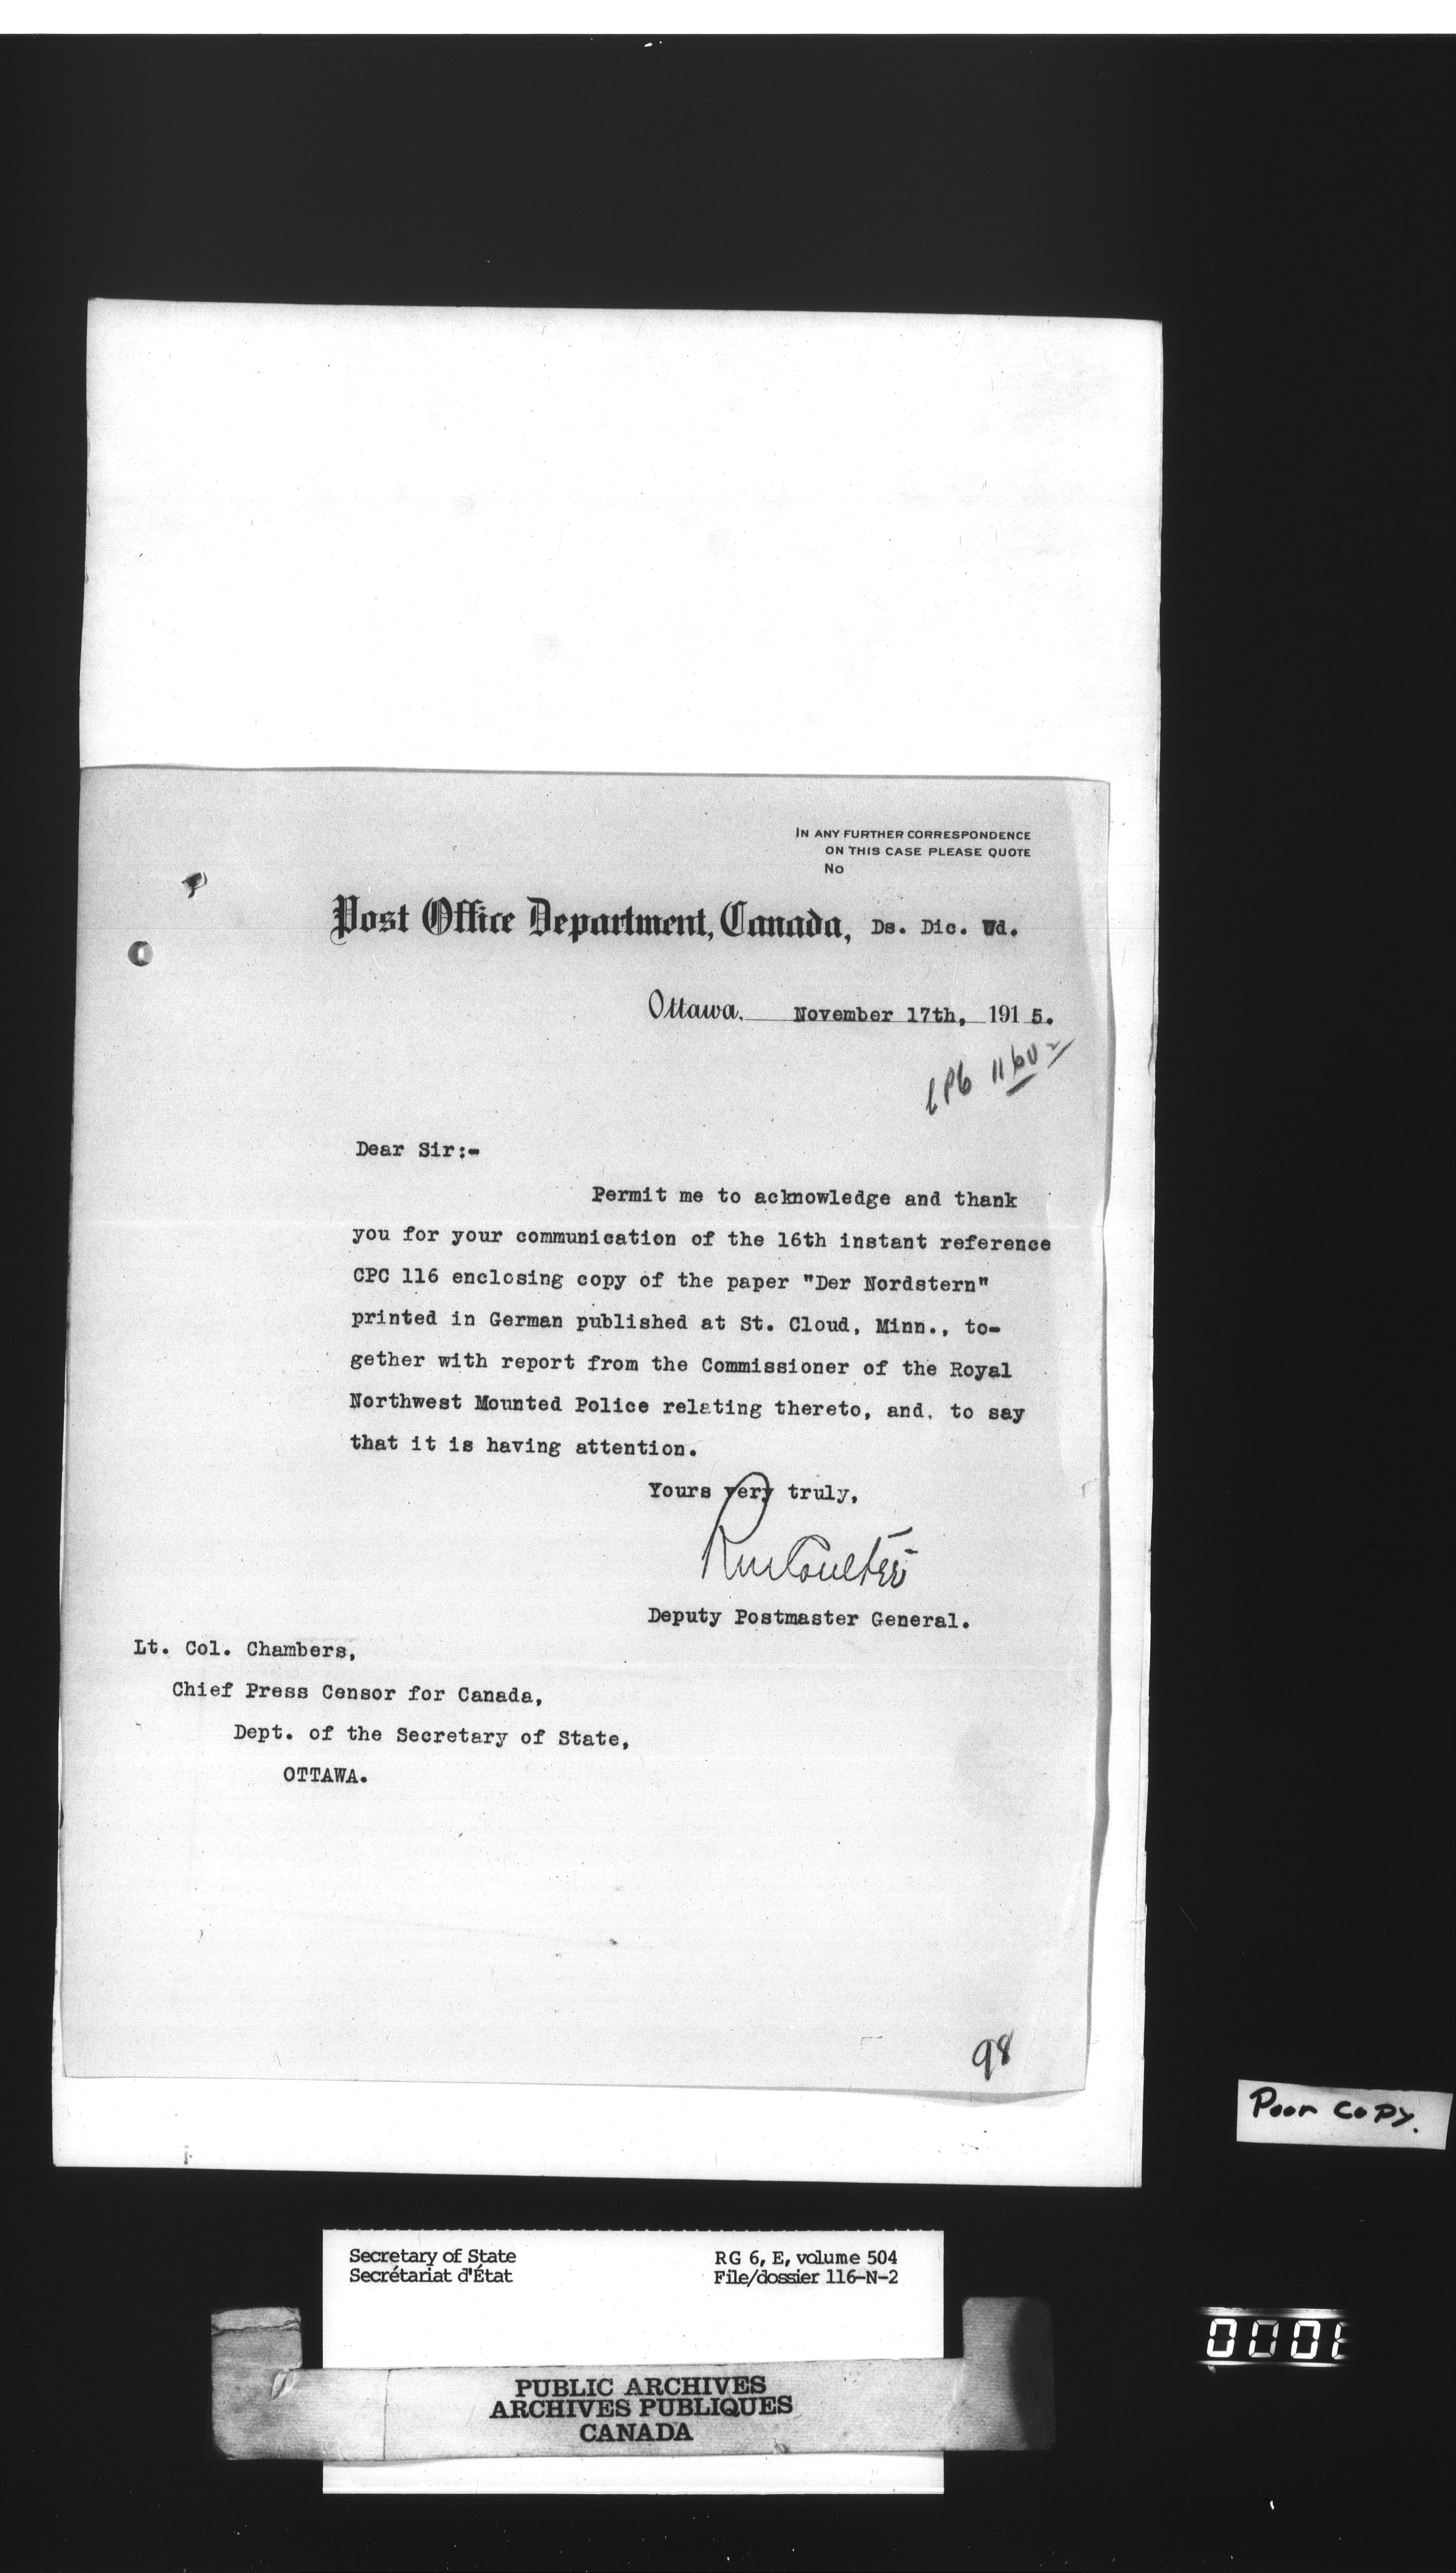 IN ANY FURTHER CORRESPONDENCE
ON THIS CASE PLEASE QUOTE
No
Post Office Department, Canada, Ds. Dic. Wd.
Ottawa, November 17th, 1915.
Dear Sir:-
Permit me to acknowledge and thank
you for your communication of the 16th instant reference
CPC 116 enclosing copy of the paper "Der Nordstern"
printed in German published at St. Cloud, Minn., to-
gether with report from the Commissioner of the Royal
Northwest Mounted Police relating thereto, and, to say
that it is having attention.
Yours very truly,
RM Coulter
Deputy Postmaster General.
Lt. Col. Chambers,
Chief Press Censor for Canada,
Dept. of the Secretary of State,
OTTAWA.
98
Poor Copy.
Secretary of State RG 6, E, volume 504
Secrétariat d'État File/dossier 116-N-2
PUBLIC ARCHIVES
ARCHIVES PUBLIQUES
CANADA